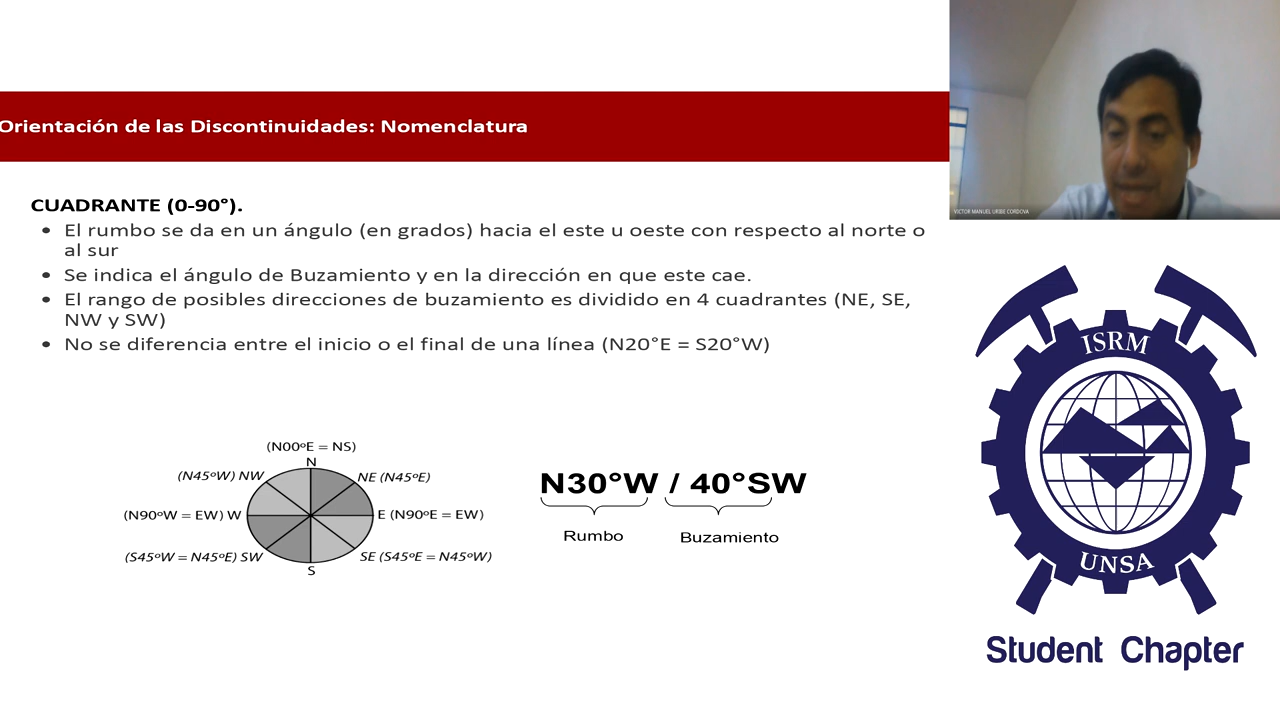 Orientación de las Discontinuidades: Nomenclatura
VICTOR MANUEL URIBE CORDOVA
CUADRANTE (0-90º).
• El rumbo se da en un ángulo (en grados) hacia el este u oeste con respecto al norte o
al sur
• Se indica el ángulo de Buzamiento y en la dirección en que este cae.
• El rango de posibles direcciones de buzamiento es dividido en 4 cuadrantes (NE, SE,
NW y SW)
• No se diferencia entre el inicio o el final de una línea (N20°E = S20°W)
(N00ºE = NS)
N
(N45ºW) NW
NE (N45ºE)
(N90ºW = EW) W
E (N90ºE = EW)
(S45ºW = N45ºE) SW
SE (S45ºE = N45ºW)
S
N30°W / 40°SW
Rumbo
Buzamiento
ISRM
UNSA
Student Chapter